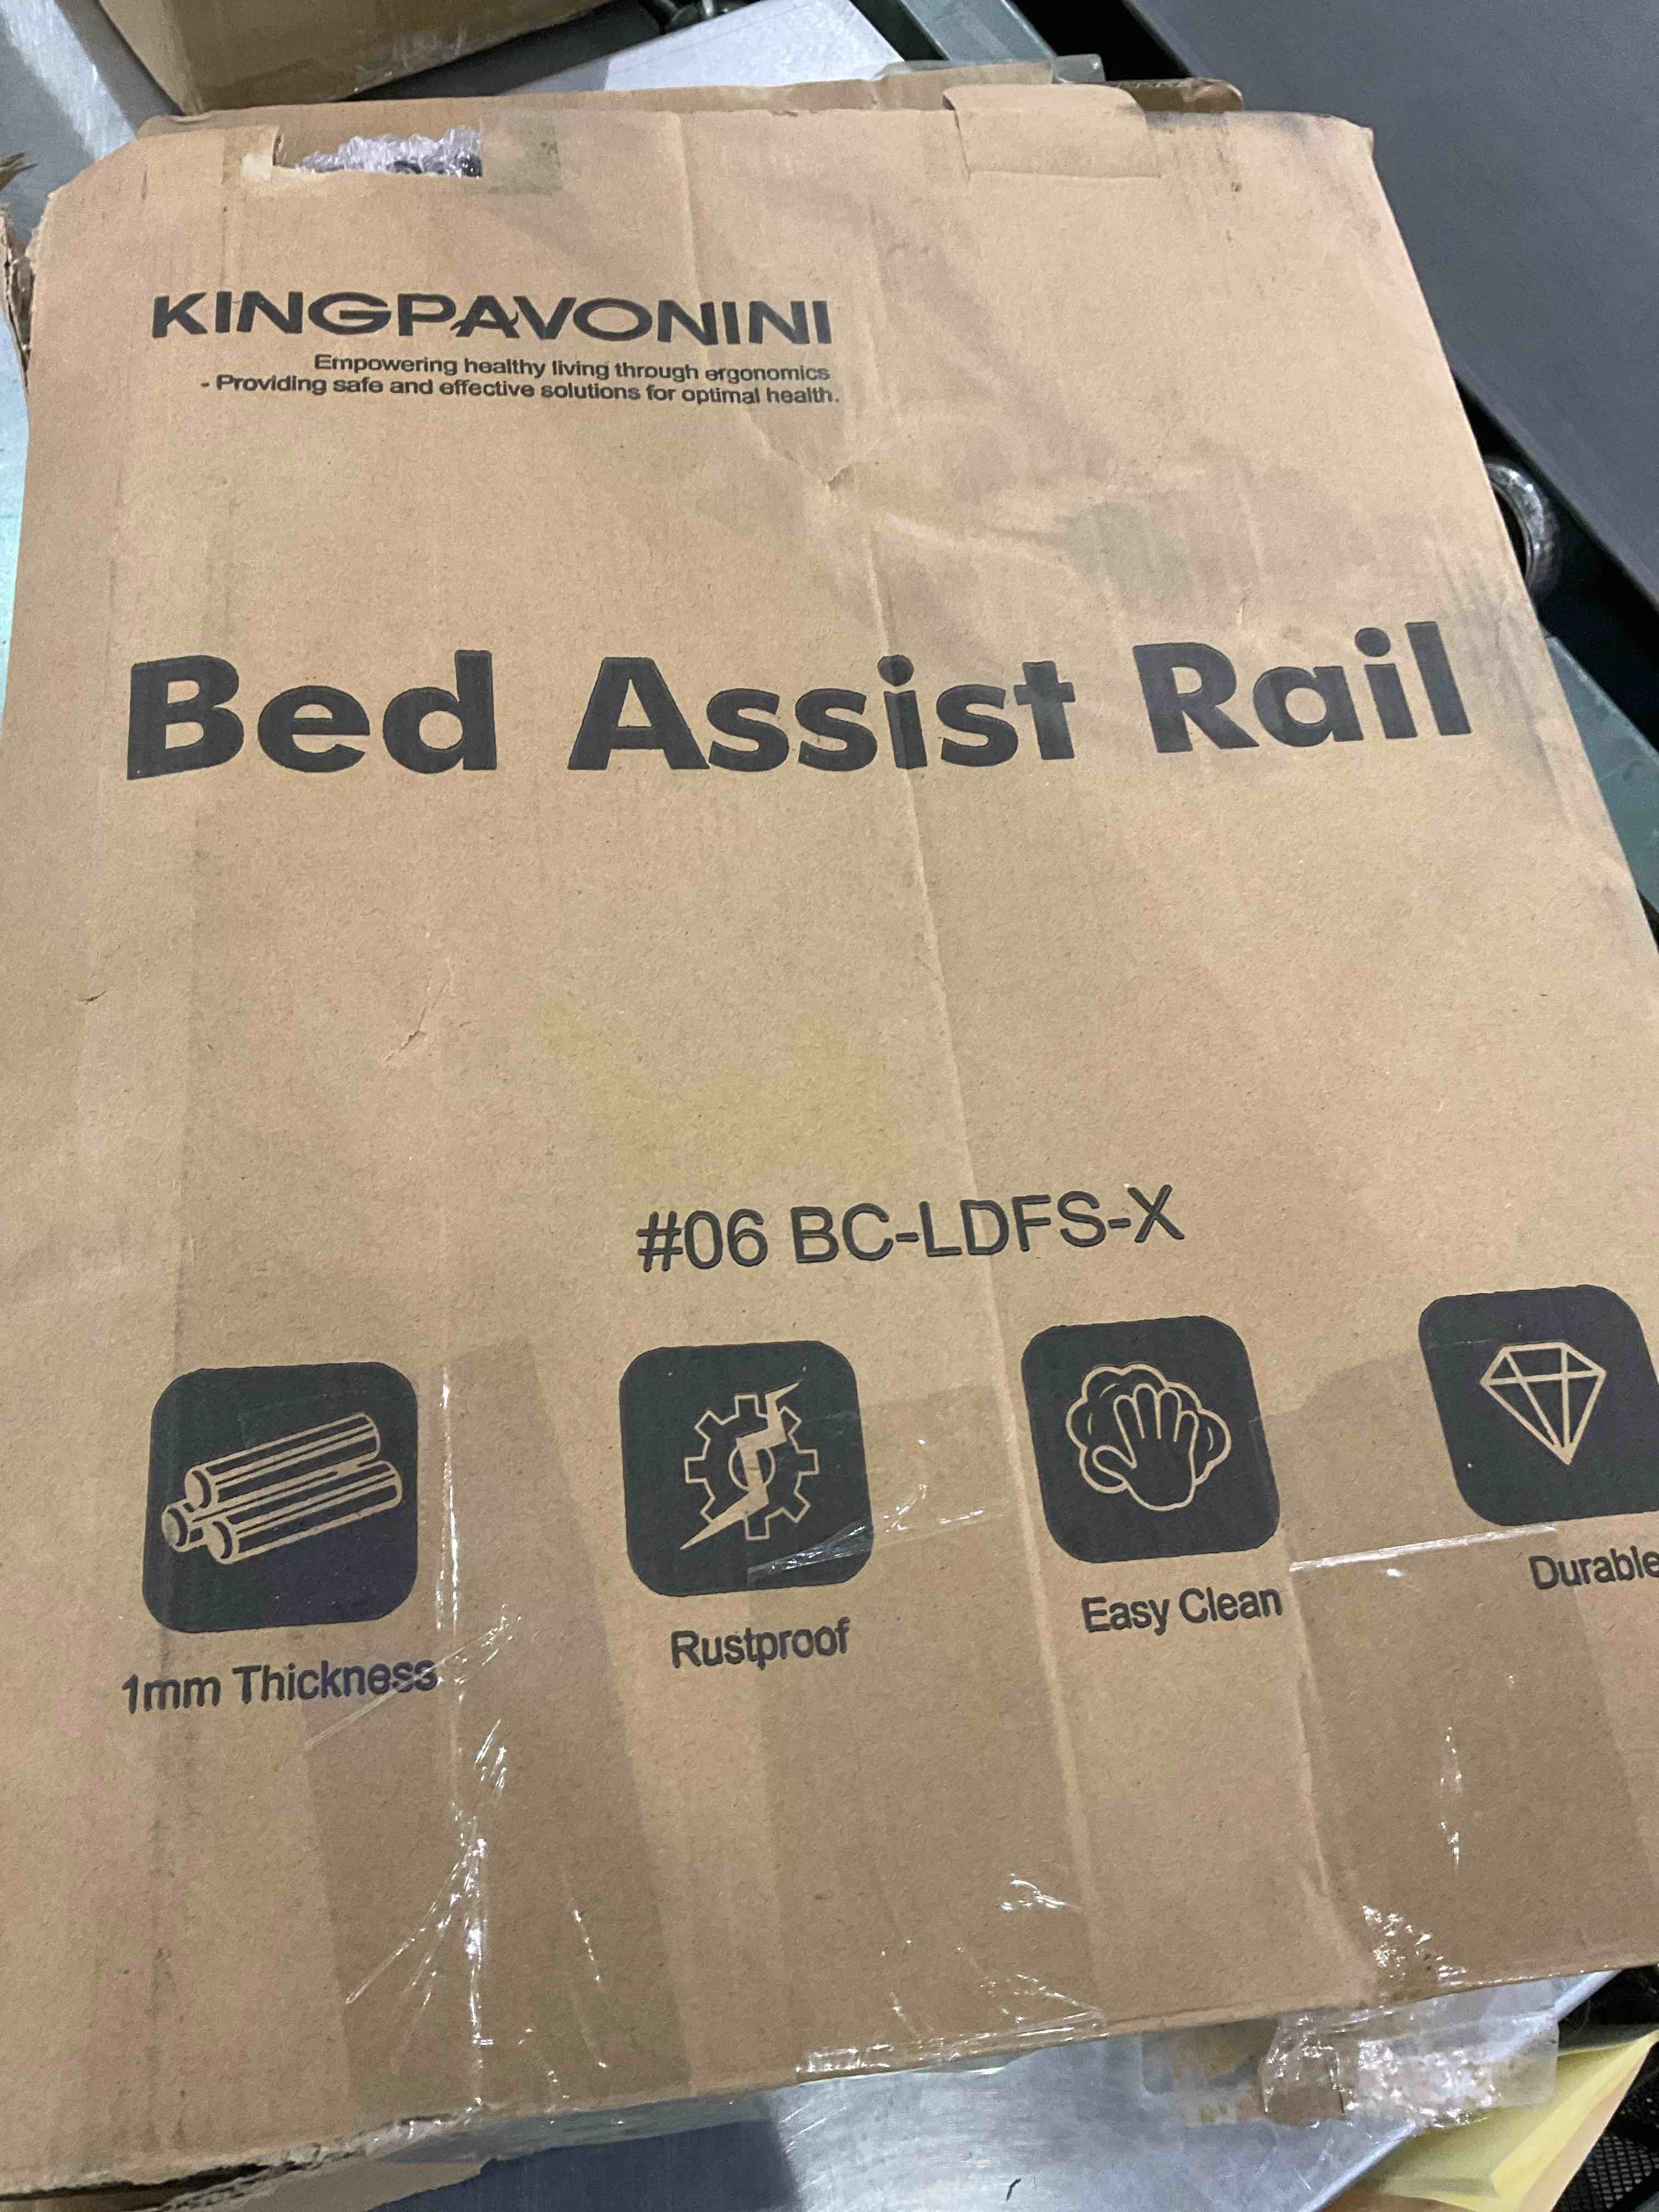 KINGPAVONINI
Empowering healthy living through ergonomics
- Providing safe and effective solutions for optimal health.
Bed Assist Rail
#06 BC-LDFS-X
1mm Thickness
Rustproof
Easy Clean
Durable